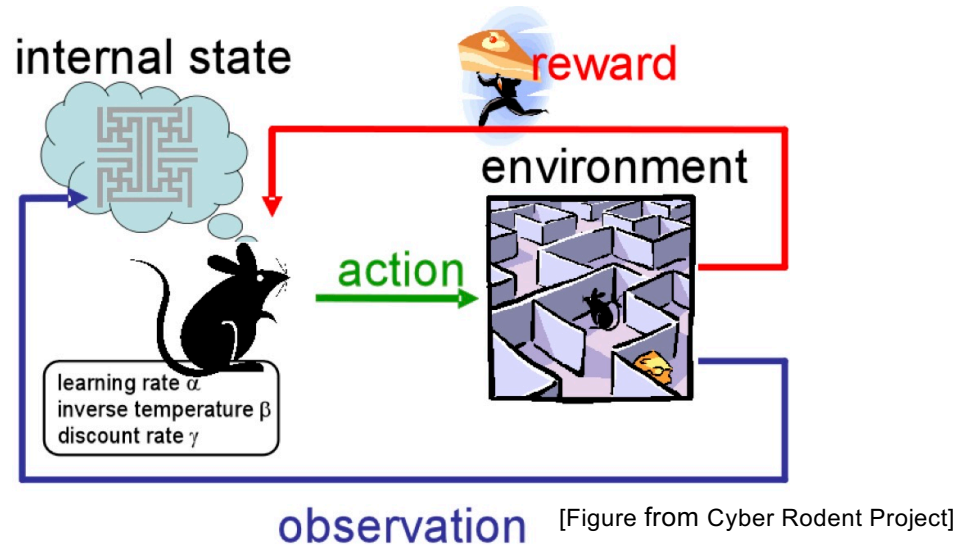 internal state
reward
environment
action
learning rate α
inverse temperature β
discount rate γ
observation
[Figure from Cyber Rodent Project]